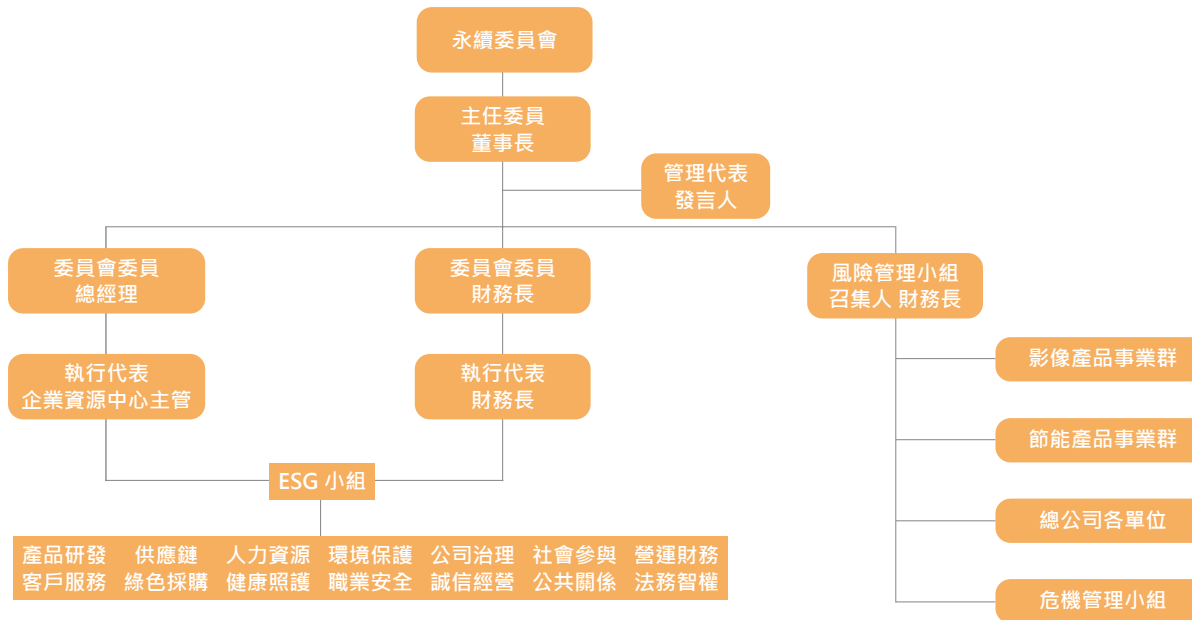 永續委員會
主任委員
董事長
管理代表
發言人
委員會委員
總經理
委員會委員
財務長
風險管理小組
召集人 財務長
執行代表
企業資源中心主管
執行代表
財務長
影像產品事業群
節能產品事業群
總公司各單位
危機管理小組
ESG 小組
產品研發 供應鏈 人力資源 環境保護 公司治理 社會參與 營運財務
客戶服務 綠色採購 健康照護 職業安全 誠信經營 公共關係 法務智權